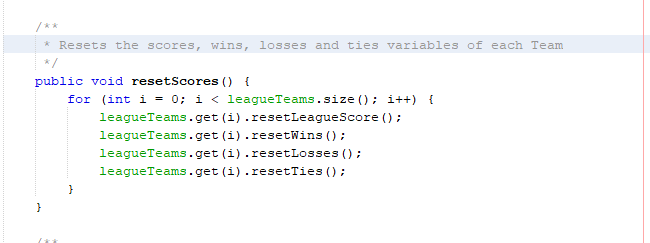 /**
 * Resets the scores, wins, losses and ties variables of each Team
 */
public void resetScores() {
    for (int i = 0; i < leagueTeams.size(); i++) {
        leagueTeams.get(i).resetLeagueScore();
        leagueTeams.get(i).resetWins();
        leagueTeams.get(i).resetLosses();
        leagueTeams.get(i).resetTies();
    }
}
/**